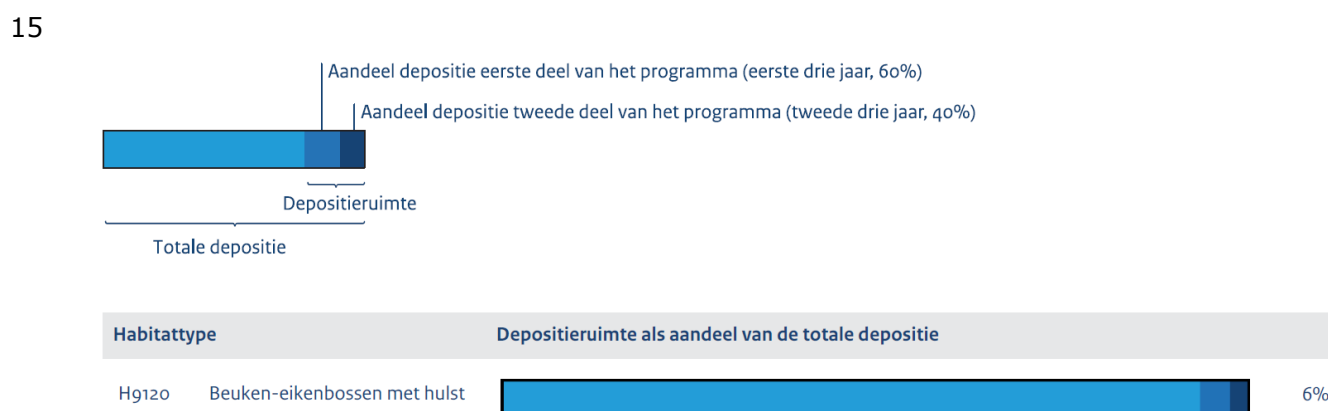 15
Aandeel depositie eerste deel van het programma (eerste drie jaar, 60%)
Aandeel depositie tweede deel van het programma (tweede drie jaar, 40%)
Depositieruimte
Totale depositie
Habitattype Depositieruimte als aandeel van de totale depositie
H9120 Beuken-eikenbossen met hulst 6%